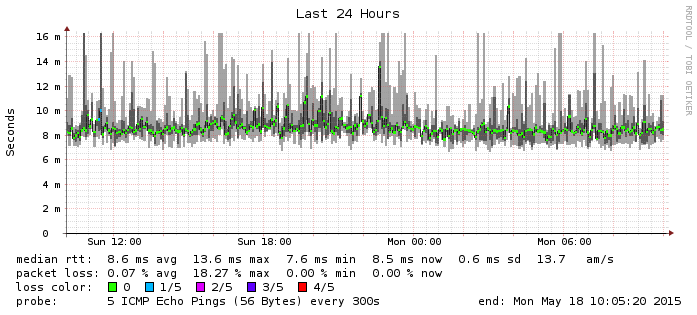 Last 24 Hours
RRDTOOL / TOBI OETIKER
Seconds
16 m
14 m
12 m
10 m
8 m
6 m
4 m
2 m
0
Sun 12:00 Sun 18:00 Mon 00:00 Mon 06:00
median rtt: 8.6 ms avg 13.6 ms max 7.6 ms min 8.5 ms now 0.6 ms sd 13.7 am/s
packet loss: 0.07 % avg 18.27 % max 0.00 % min 0.00 % now
loss color: 0 1/5 2/5 3/5 4/5
probe: 5 ICMP Echo Pings (56 Bytes) every 300s end: Mon May 18 10:05:20 2015